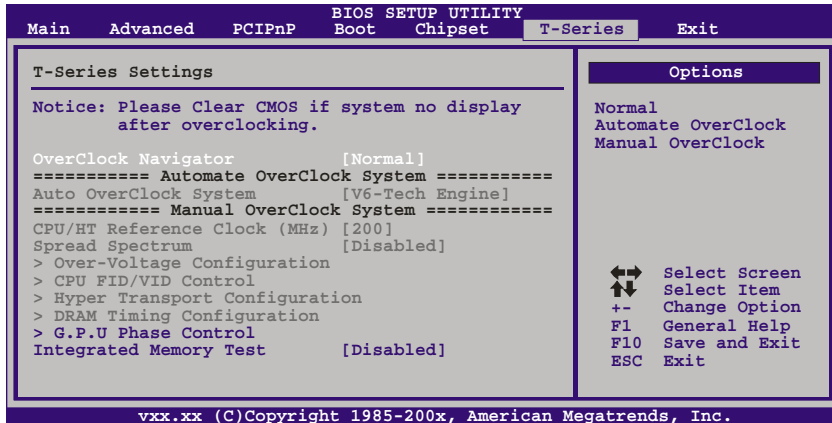 BIOS SETUP UTILITY
Main Advanced PCIPnP Boot Chipset T-Series Exit
T-Series Settings
Notice: Please Clear CMOS if system no display
after overclocking.
OverClock Navigator [Normal]
=========== Automate OverClock System ===========
Auto OverClock System [V6-Tech Engine]
============ Manual OverClock System ============
CPU/HT Reference Clock (MHz) [200]
Spread Spectrum [Disabled]
> Over-Voltage Configuration
> CPU FID/VID Control
> Hyper Transport Configuration
> DRAM Timing Configuration
> G.P.U Phase Control
Integrated Memory Test [Disabled]
Options
Normal
Automate OverClock
Manual OverClock
Select Screen
Select Item
+- Change Option
F1 General Help
F10 Save and Exit
ESC Exit
vxx.xx (C)Copyright 1985-200x, American Megatrends, Inc.